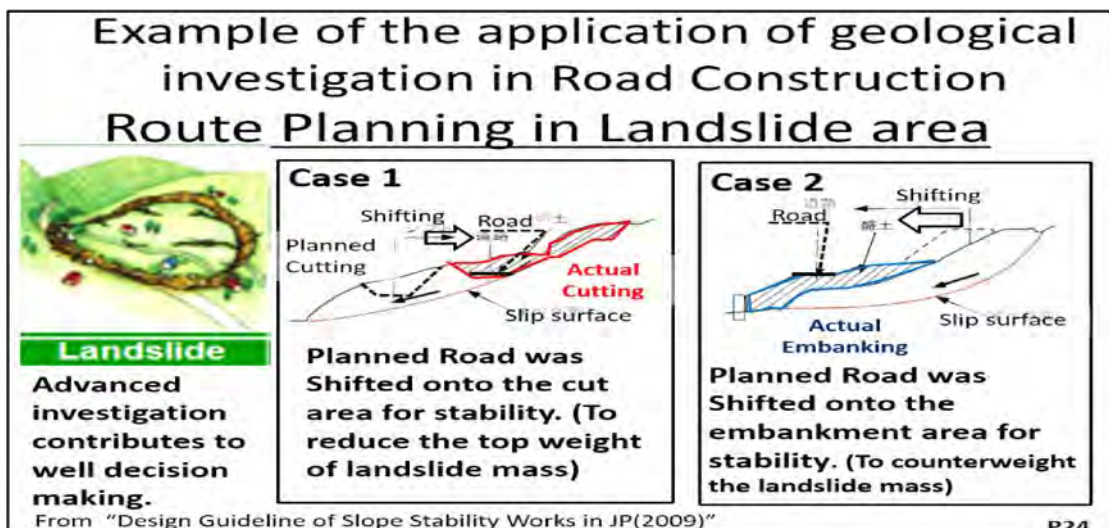 Example of the application of geological
investigation in Road Construction
Route Planning in Landslide area
Landslide
Advanced
investigation
contributes to
well decision
making.
Case 1
Shifting
Road
Planned
Cutting
Actual
Cutting
Slip surface
Planned Road was
Shifted onto the cut
area for stability. (To
reduce the top weight
of landslide mass)
Case 2
Shifting
Road
盛土
Slip surface
Actual
Embanking
Planned Road was
Shifted onto the
embankment area for
stability. (To counterweight
the landslide mass)
From "Design Guideline of Slope Stability Works in JP(2009)"
P24